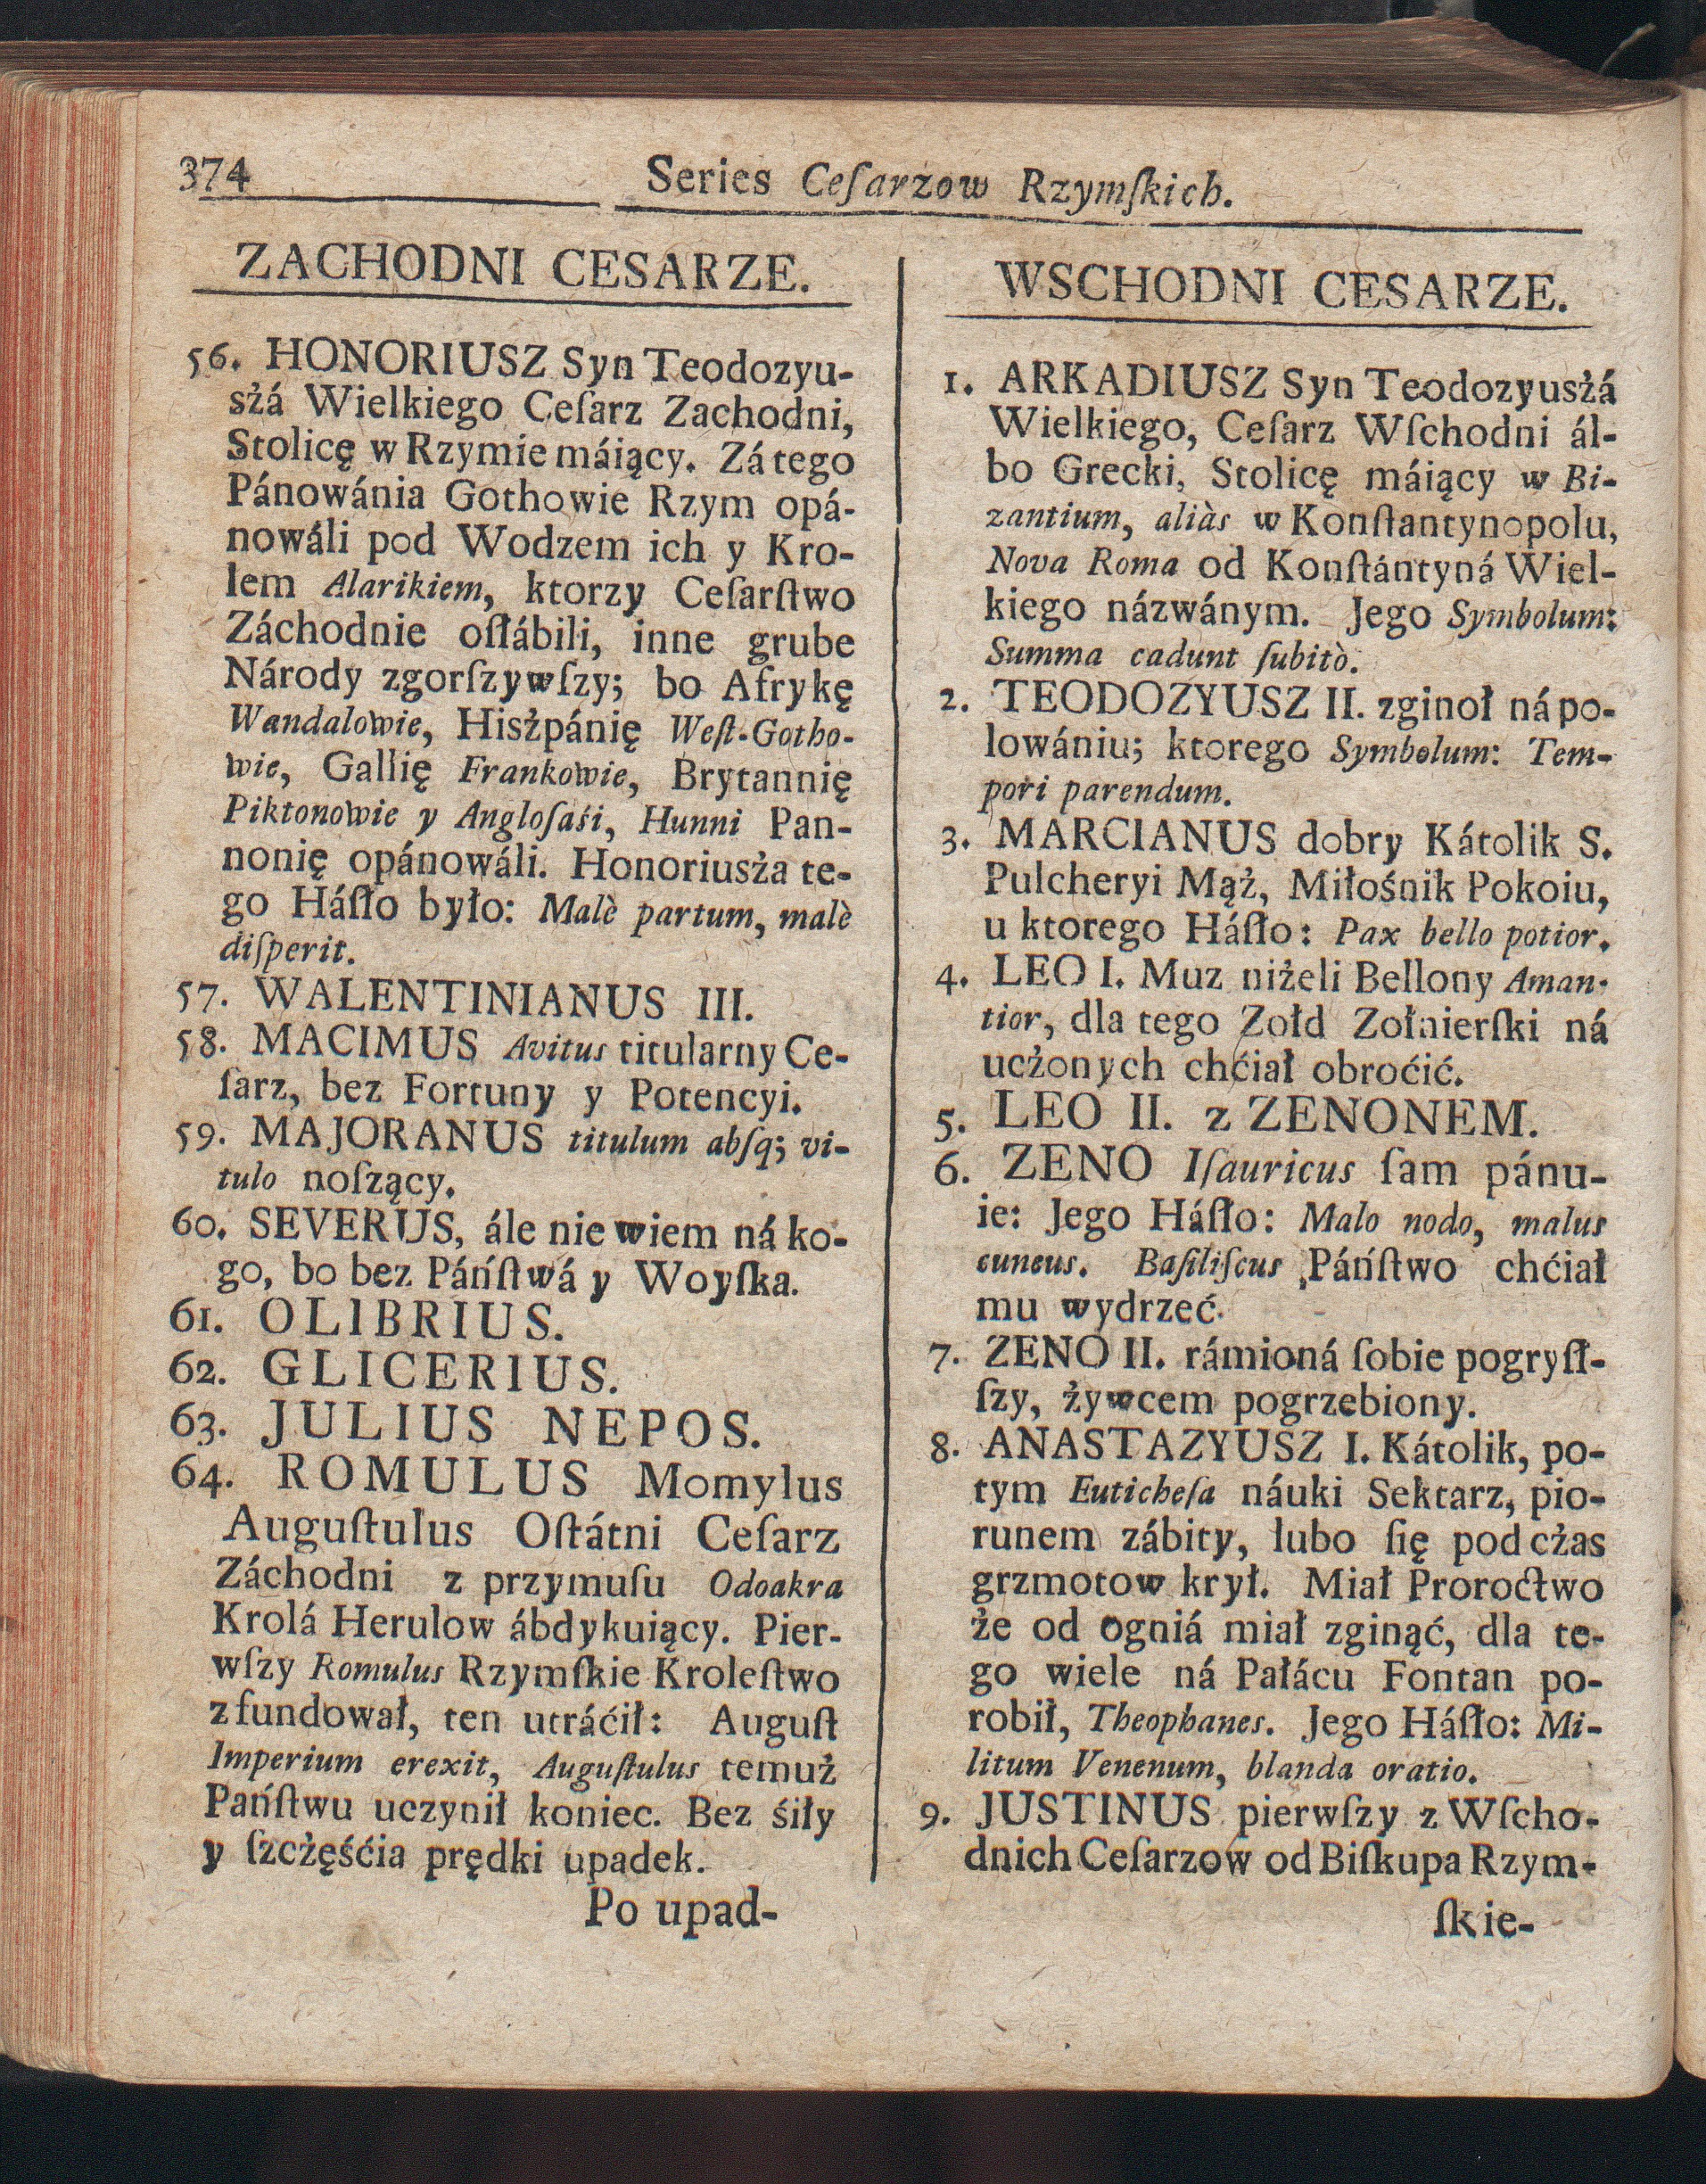 374
Series Ceſarzow Rzymſkich.
ZACHODNI CESARZE.
56. HONORIUSZ Syn Teodozyu-
sżá Wielkiego Ceſarz Zachodni,
Stolicę w Rzymie máiący. Zá tego
Pánowánia Gothowie Rzym opá-
nowáli pod Wodzem ich y Kro-
lem Alarikiem, ktorzy Ceſarſtwo
Záchodnie oſłábili, inne grube
Národy zgorſzywſzy; bo Afrykę
Wandalowie, Hisżpánię Weſt-Gotho-
wie, Gallię Frankowie, Brytannię
Piktonowie y Angloſaśi, Hunni Pan-
nonię opánowáli. Honoriusża te-
go Háſło było: Malè partum, malè
diſperit.
57. WALENTINIANUS III.
58. MACIMUS Avitus titularny Ce-
ſarz, bez Fortuny y Potencyi.
59. MAJORANUS titulum abſq; vi-
tulo noſzący.
60. SEVERUS, ále nie wiem ná ko-
go, bo bez Páńſtwá y Woyſka.
61. OLIBRIUS.
62. GLICERIUS.
63. JULIUS NEPOS.
64. ROMULUS Momylus
Auguſtulus Oſtátni Ceſarz
Záchodni z przymuſu Odoakra
Krolá Herulow ábdykuiący. Pier-
wſzy Romulus Rzymſkie Kroleſtwo
zfundował, ten utráćił: Auguſt
Imperium erexit, Auguſtulus temuż
Pańſtwu uczynił koniec. Bez śiły
y ſzcżęśćia prędki upadek.
Po upad-
WSCHODNI CESARZE.
1. ARKADIUSZ Syn Teodozyusżá
Wielkiego, Ceſarz Wſchodni ál-
bo Grecki, Stolicę máiący w Bi-
zantium, aliàs w Konſtantynopolu,
Nova Roma od Konſtántyná Wiel-
kiego názwánym. Jego Symbolum:
Summa cadunt ſubitò.
2. TEODOZYUSZ II. zginoł ná po-
lowániu; ktorego Symbolum: Tem-
pori parendum.
3. MARCIANUS dobry Kátolik S.
Pulcheryi Mąż, Miłośnik Pokoiu,
u ktorego Háſło: Pax bello potior.
4. LEO I. Muz niżeli Bellony Aman-
tior, dla tego Zołd Zołnierſki ná
ucżonych chćiał obroćić.
5. LEO II. z ZENONEM.
6. ZENO Iſauricus ſam pánu-
ie: Jego Háſło: Malo nodo, malus
cuneus. Baſiliſcus Páńſtwo chćiał
mu wydrzeć.
7. ZENO II. rámioná ſobie pogryſł-
ſzy, żywcem pogrzebiony.
8. ANASTAZYUSZ I. Kátolik, po-
tym Euticheſa náuki Sektarz, pio-
runem zábity, lubo ſię pod cżas
grzmotow krył. Miał Proroctwo
że od ogniá miał zginąć, dla te-
go wiele ná Pałácu Fontan po-
robił, Theophanes. Jego Háſło: Mi-
litum Venenum, blanda oratio.
9. JUSTINUS pierwſzy z Wſcho-
dnich Ceſarzow od Biſkupa Rzym-
ſkie-